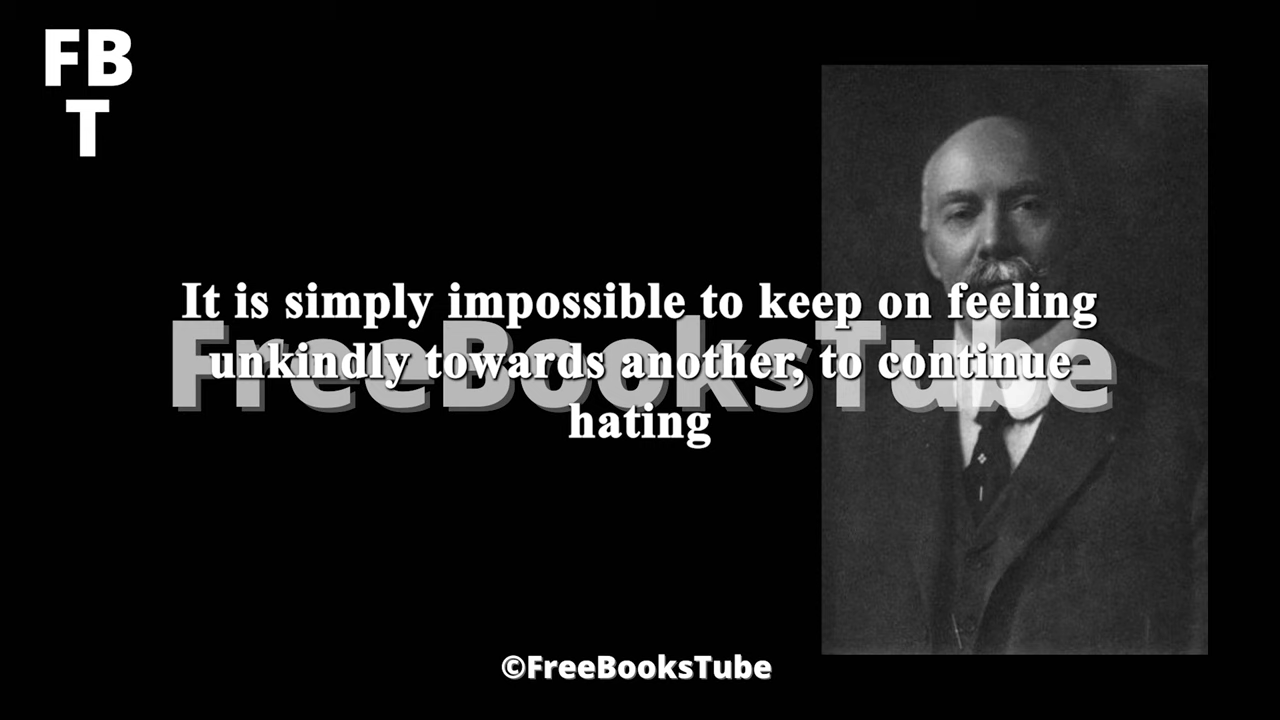 FB
T
It is simply impossible to keep on feeling
unkindly towards another, to continue
hating
FreeBooksTube
©FreeBooksTube